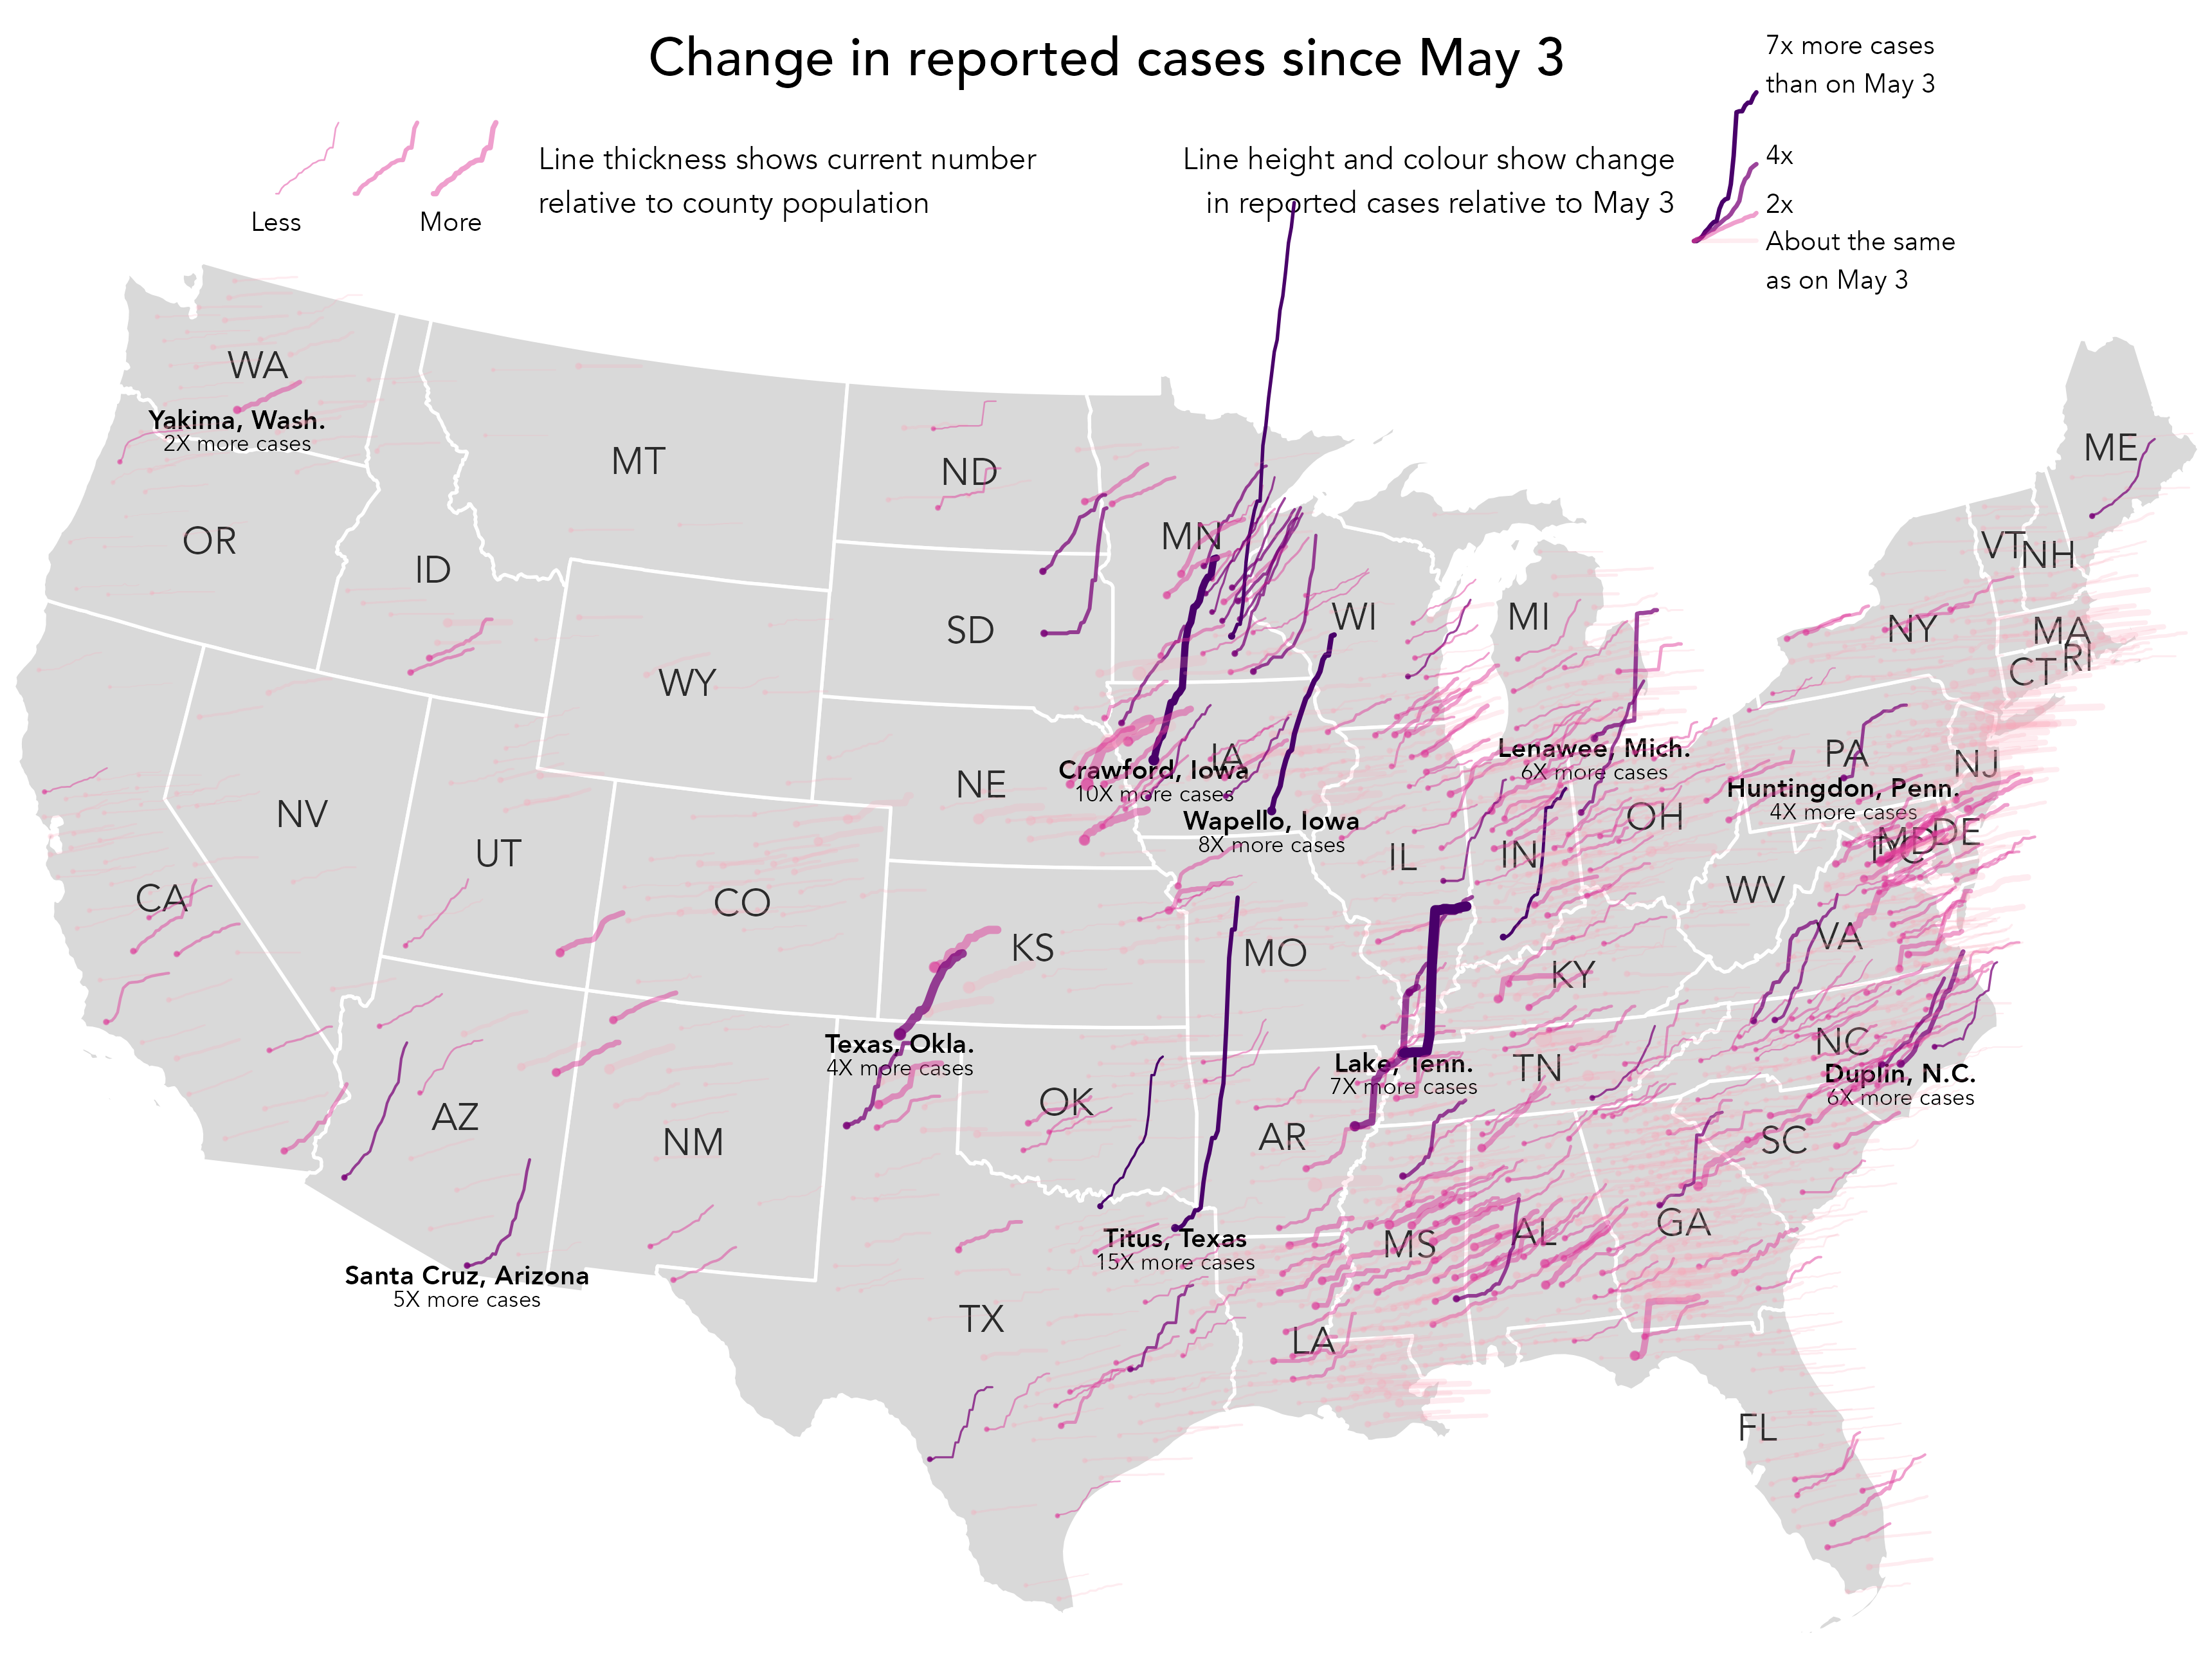 Change in reported cases since May 3
7x more cases
than on May 3
4x
2x
About the same
as on May 3
Line thickness shows current number
relative to county population
Less
More
Line height and colour show change
in reported cases relative to May 3
WA
Yakima, Wash.
2X more cases
MT
ND
MN
ME
OR
ID
VT
NH
SD
WI
MI
NY
MA
RI
CT
WY
Lenawee, Mich.
6X more cases
PA
NJ
IA
Crawford, Iowa
10X more cases
NE
Huntingdon, Penn.
4X more cases
NV
Wapello, Iowa
8X more cases
OH
MD
DE
DC
UT
IL
IN
CA
CO
WV
KS
MO
VA
KY
Texas, Okla.
4X more cases
Lake, Tenn.
7X more cases
TN
NC
Duplin, N.C.
6X more cases
AZ
OK
NM
AR
SC
Titus, Texas
15X more cases
MS
AL
GA
Santa Cruz, Arizona
5X more cases
TX
LA
FL